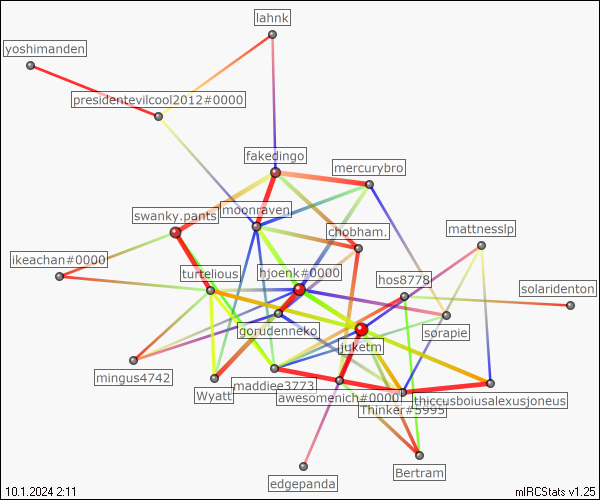 lahnk
yoshimanden
presidentevilcool2012#0000
fakedingo
mercurybro
swanky.pants
moonraven
chobham.
mattnesslp
ikeachan#0000
turtelious
hjoenk#0000
hos8778
solaridenton
gorudenneko
sørapie
juketm
mingus4742
Wyatt
maddiee3773
awesomenich#0000
thiccusboiusalexusjoneus
Thinker#5995
Bertram
edgepanda
10.1.2024 2:11
mIRCStats v1.25